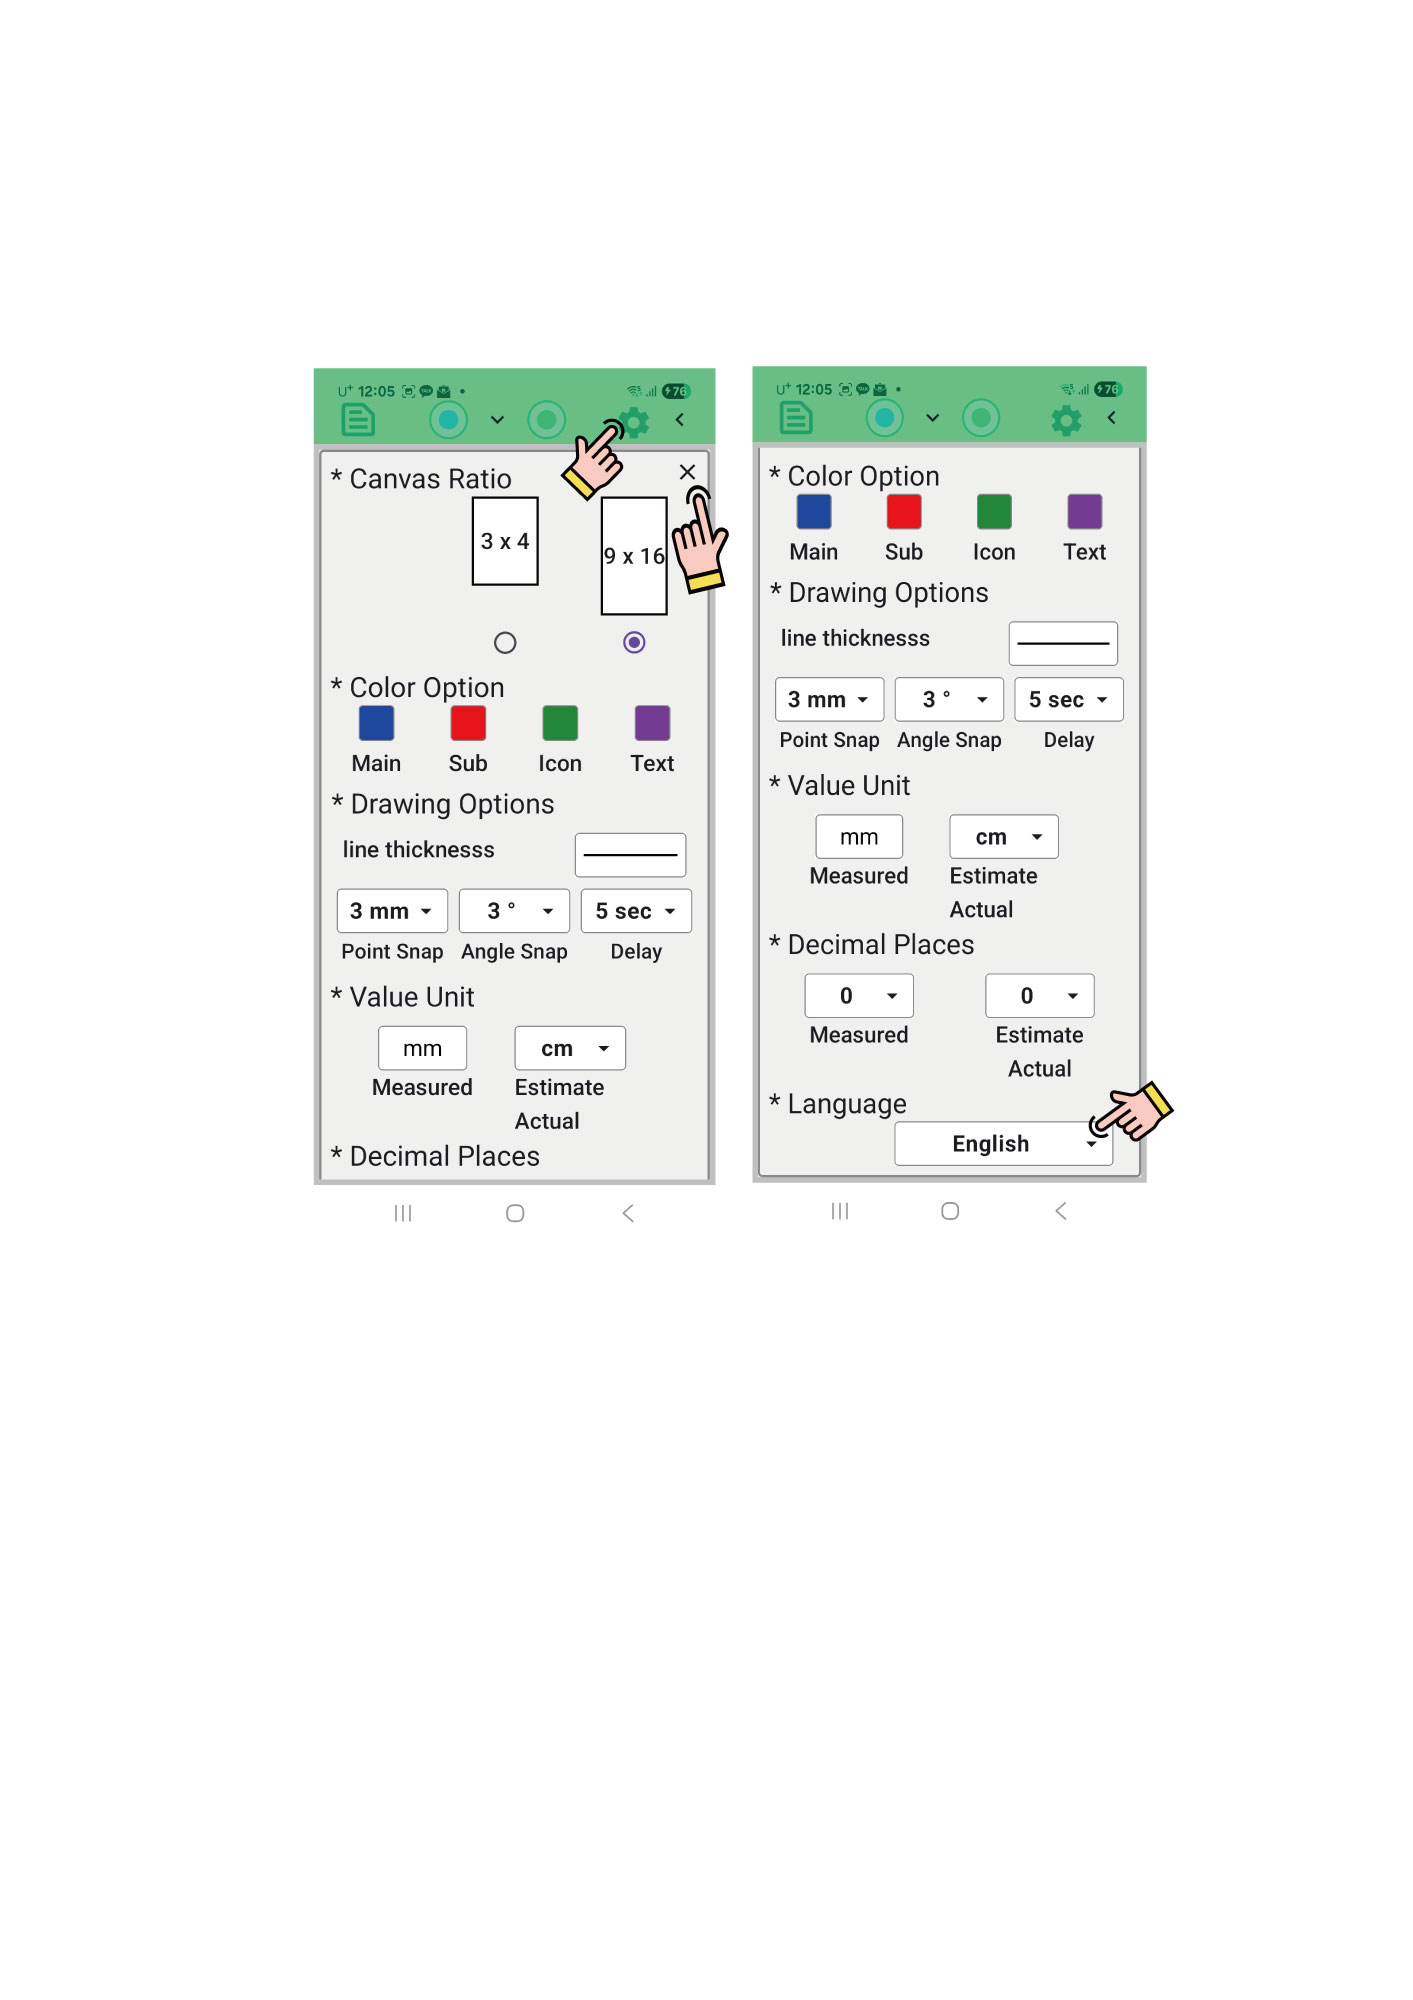 U+ 12:05
76
* Canvas Ratio
3 x 4
9 x 16
* Color Option
Main Sub Icon Text
* Drawing Options
line thicknesss
3 mm 3 ° 5 sec
Point Snap Angle Snap Delay
* Value Unit
mm cm
Measured Estimate
Actual
* Decimal Places
U+ 12:05
76
* Color Option
Main Sub Icon Text
* Drawing Options
line thicknesss
3 mm 3 ° 5 sec
Point Snap Angle Snap Delay
* Value Unit
mm cm
Measured Estimate
Actual
* Decimal Places
0 0
Measured Estimate
Actual
* Language
English